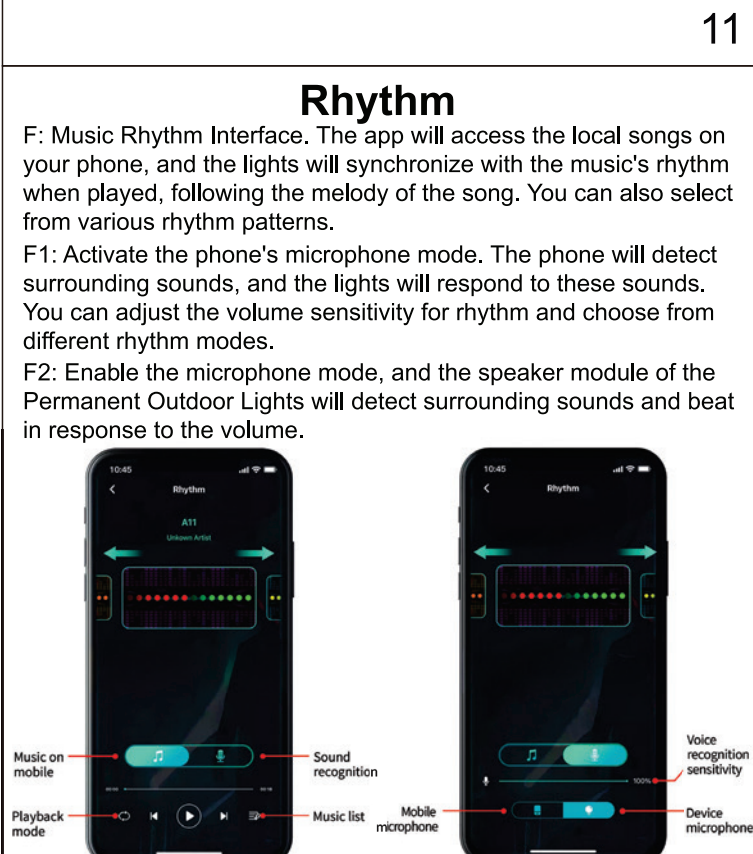 11
Rhythm
F: Music Rhythm Interface. The app will access the local songs on
your phone, and the lights will synchronize with the music's rhythm
when played, following the melody of the song. You can also select
from various rhythm patterns.
F1: Activate the phone's microphone mode. The phone will detect
surrounding sounds, and the lights will respond to these sounds.
You can adjust the volume sensitivity for rhythm and choose from
different rhythm modes.
F2: Enable the microphone mode, and the speaker module of the
Permanent Outdoor Lights will detect surrounding sounds and beat
in response to the volume.
10:45
Rhythm
A11
Unkown Artist
Music on
mobile
Sound
recognition
00:00
Playback
mode
Music list
10:45
Rhythm
Voice
recognition
sensitivity
100%
Mobile
microphone
Device
microphone